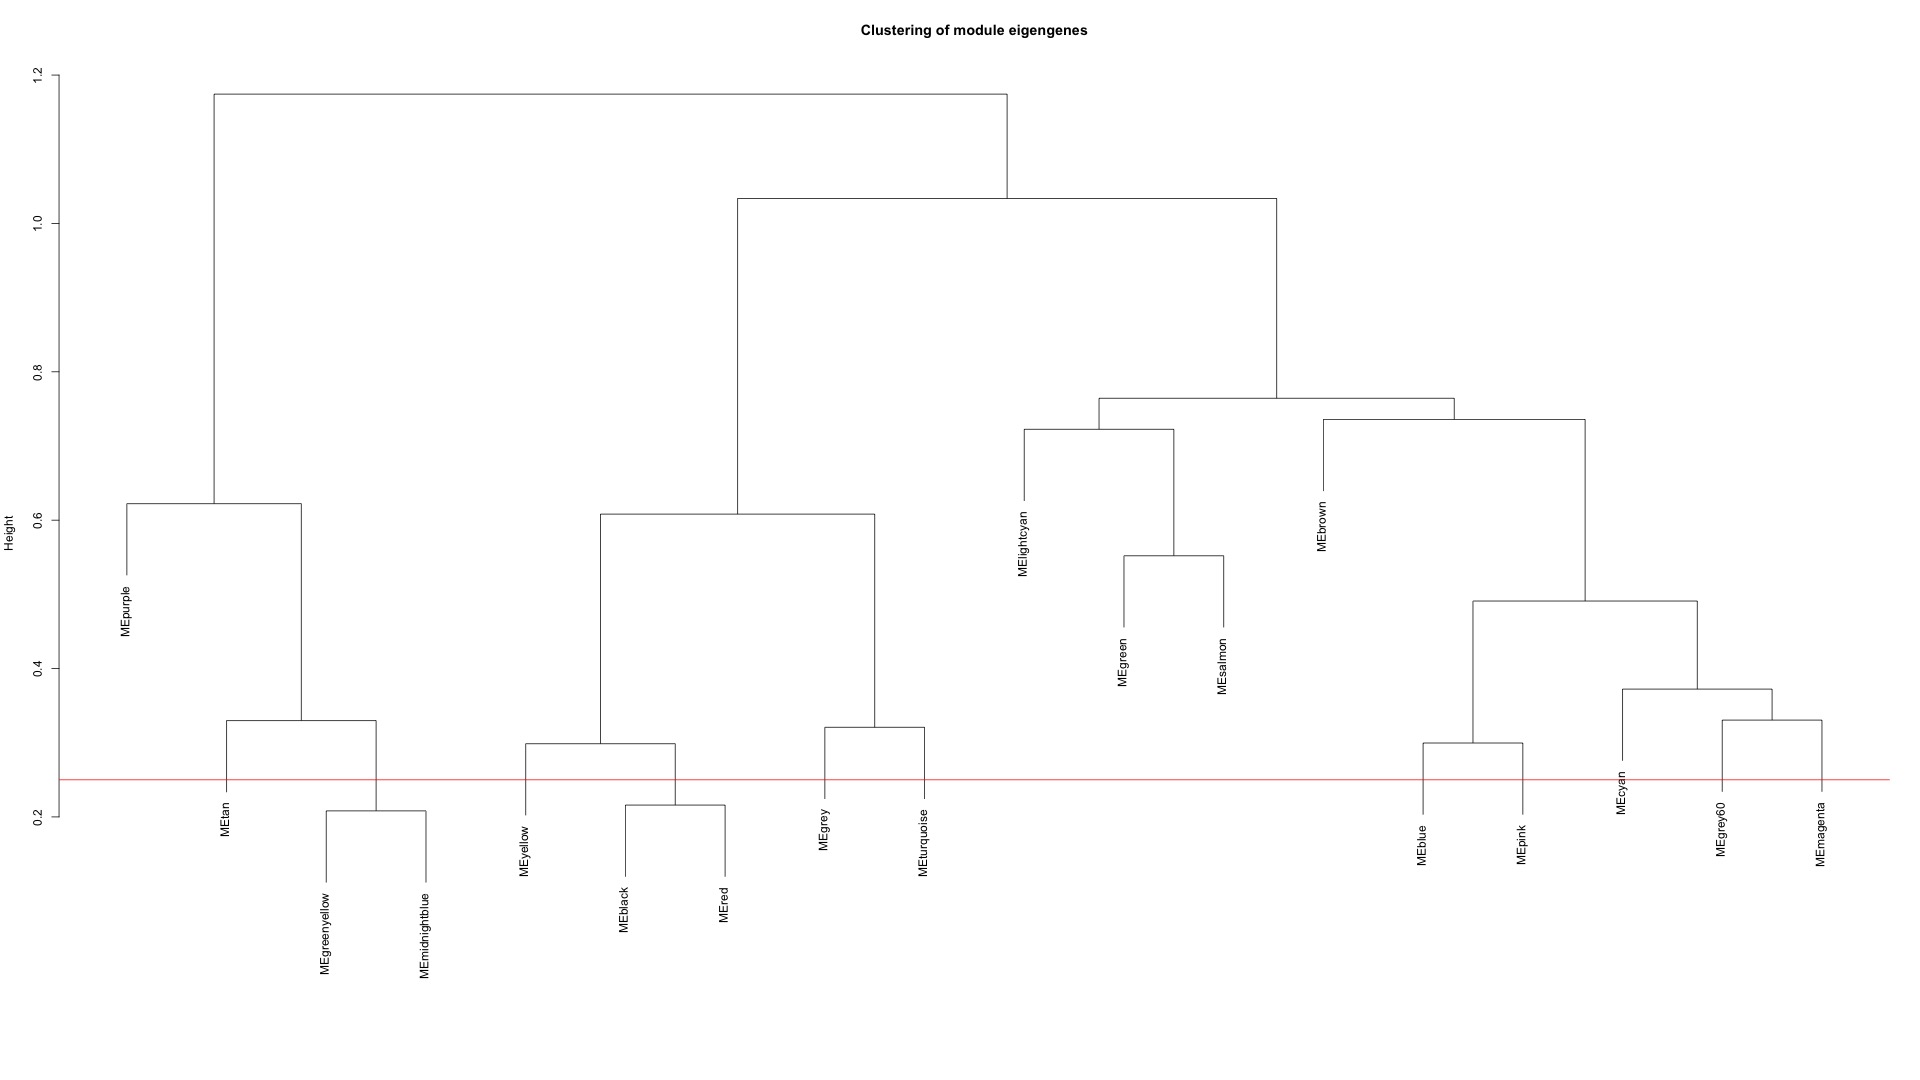 Clustering of module eigengenes
Height
1.2
1.0
0.8
0.6
0.4
0.2
MEpurple
MEtan
MEgreenyellow
MEmidnightblue
MEyellow
MEblack
MEred
MEgrey
MEturquoise
MElightcyan
MEgreen
MEsalmon
MEbrown
MEblue
MEpink
MEcyan
MEgrey60
MEmagenta